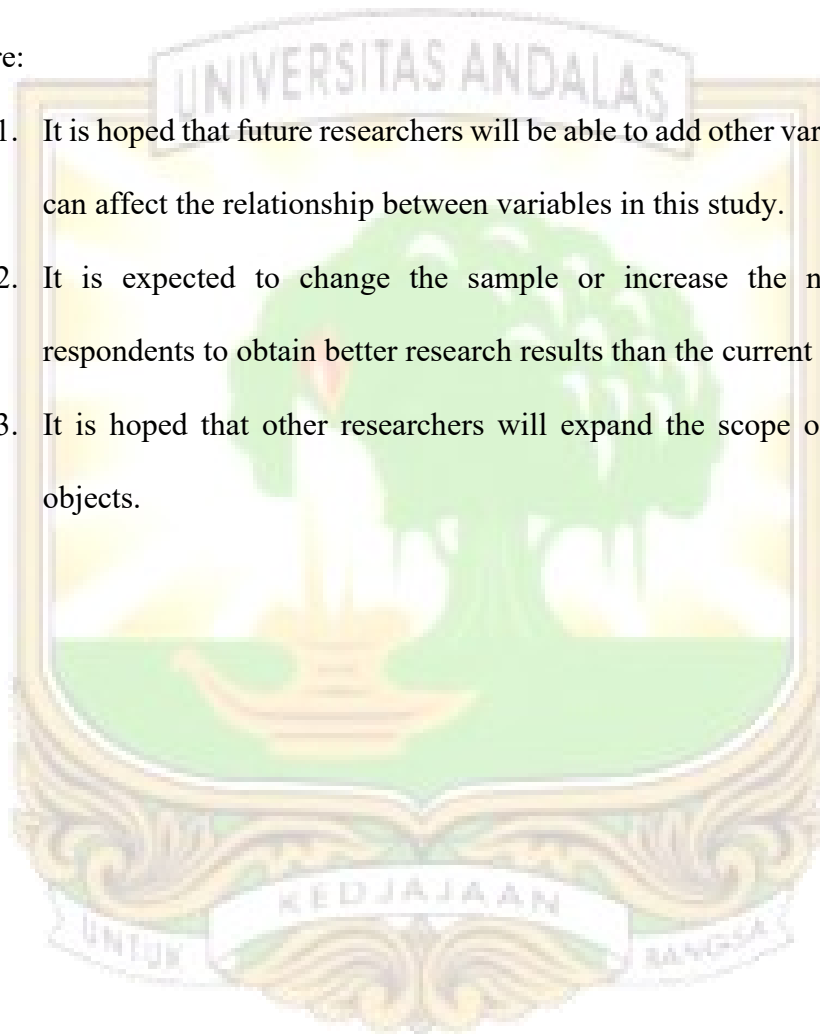 UNIVERSITAS ANDALAS
re:
1. It is hoped that future researchers will be able to add other var
can affect the relationship between variables in this study.
2. It is expected to change the sample or increase the n
respondents to obtain better research results than the current
3. It is hoped that other researchers will expand the scope o
objects.
KEDJAJAAN
UNTUK BANGSA